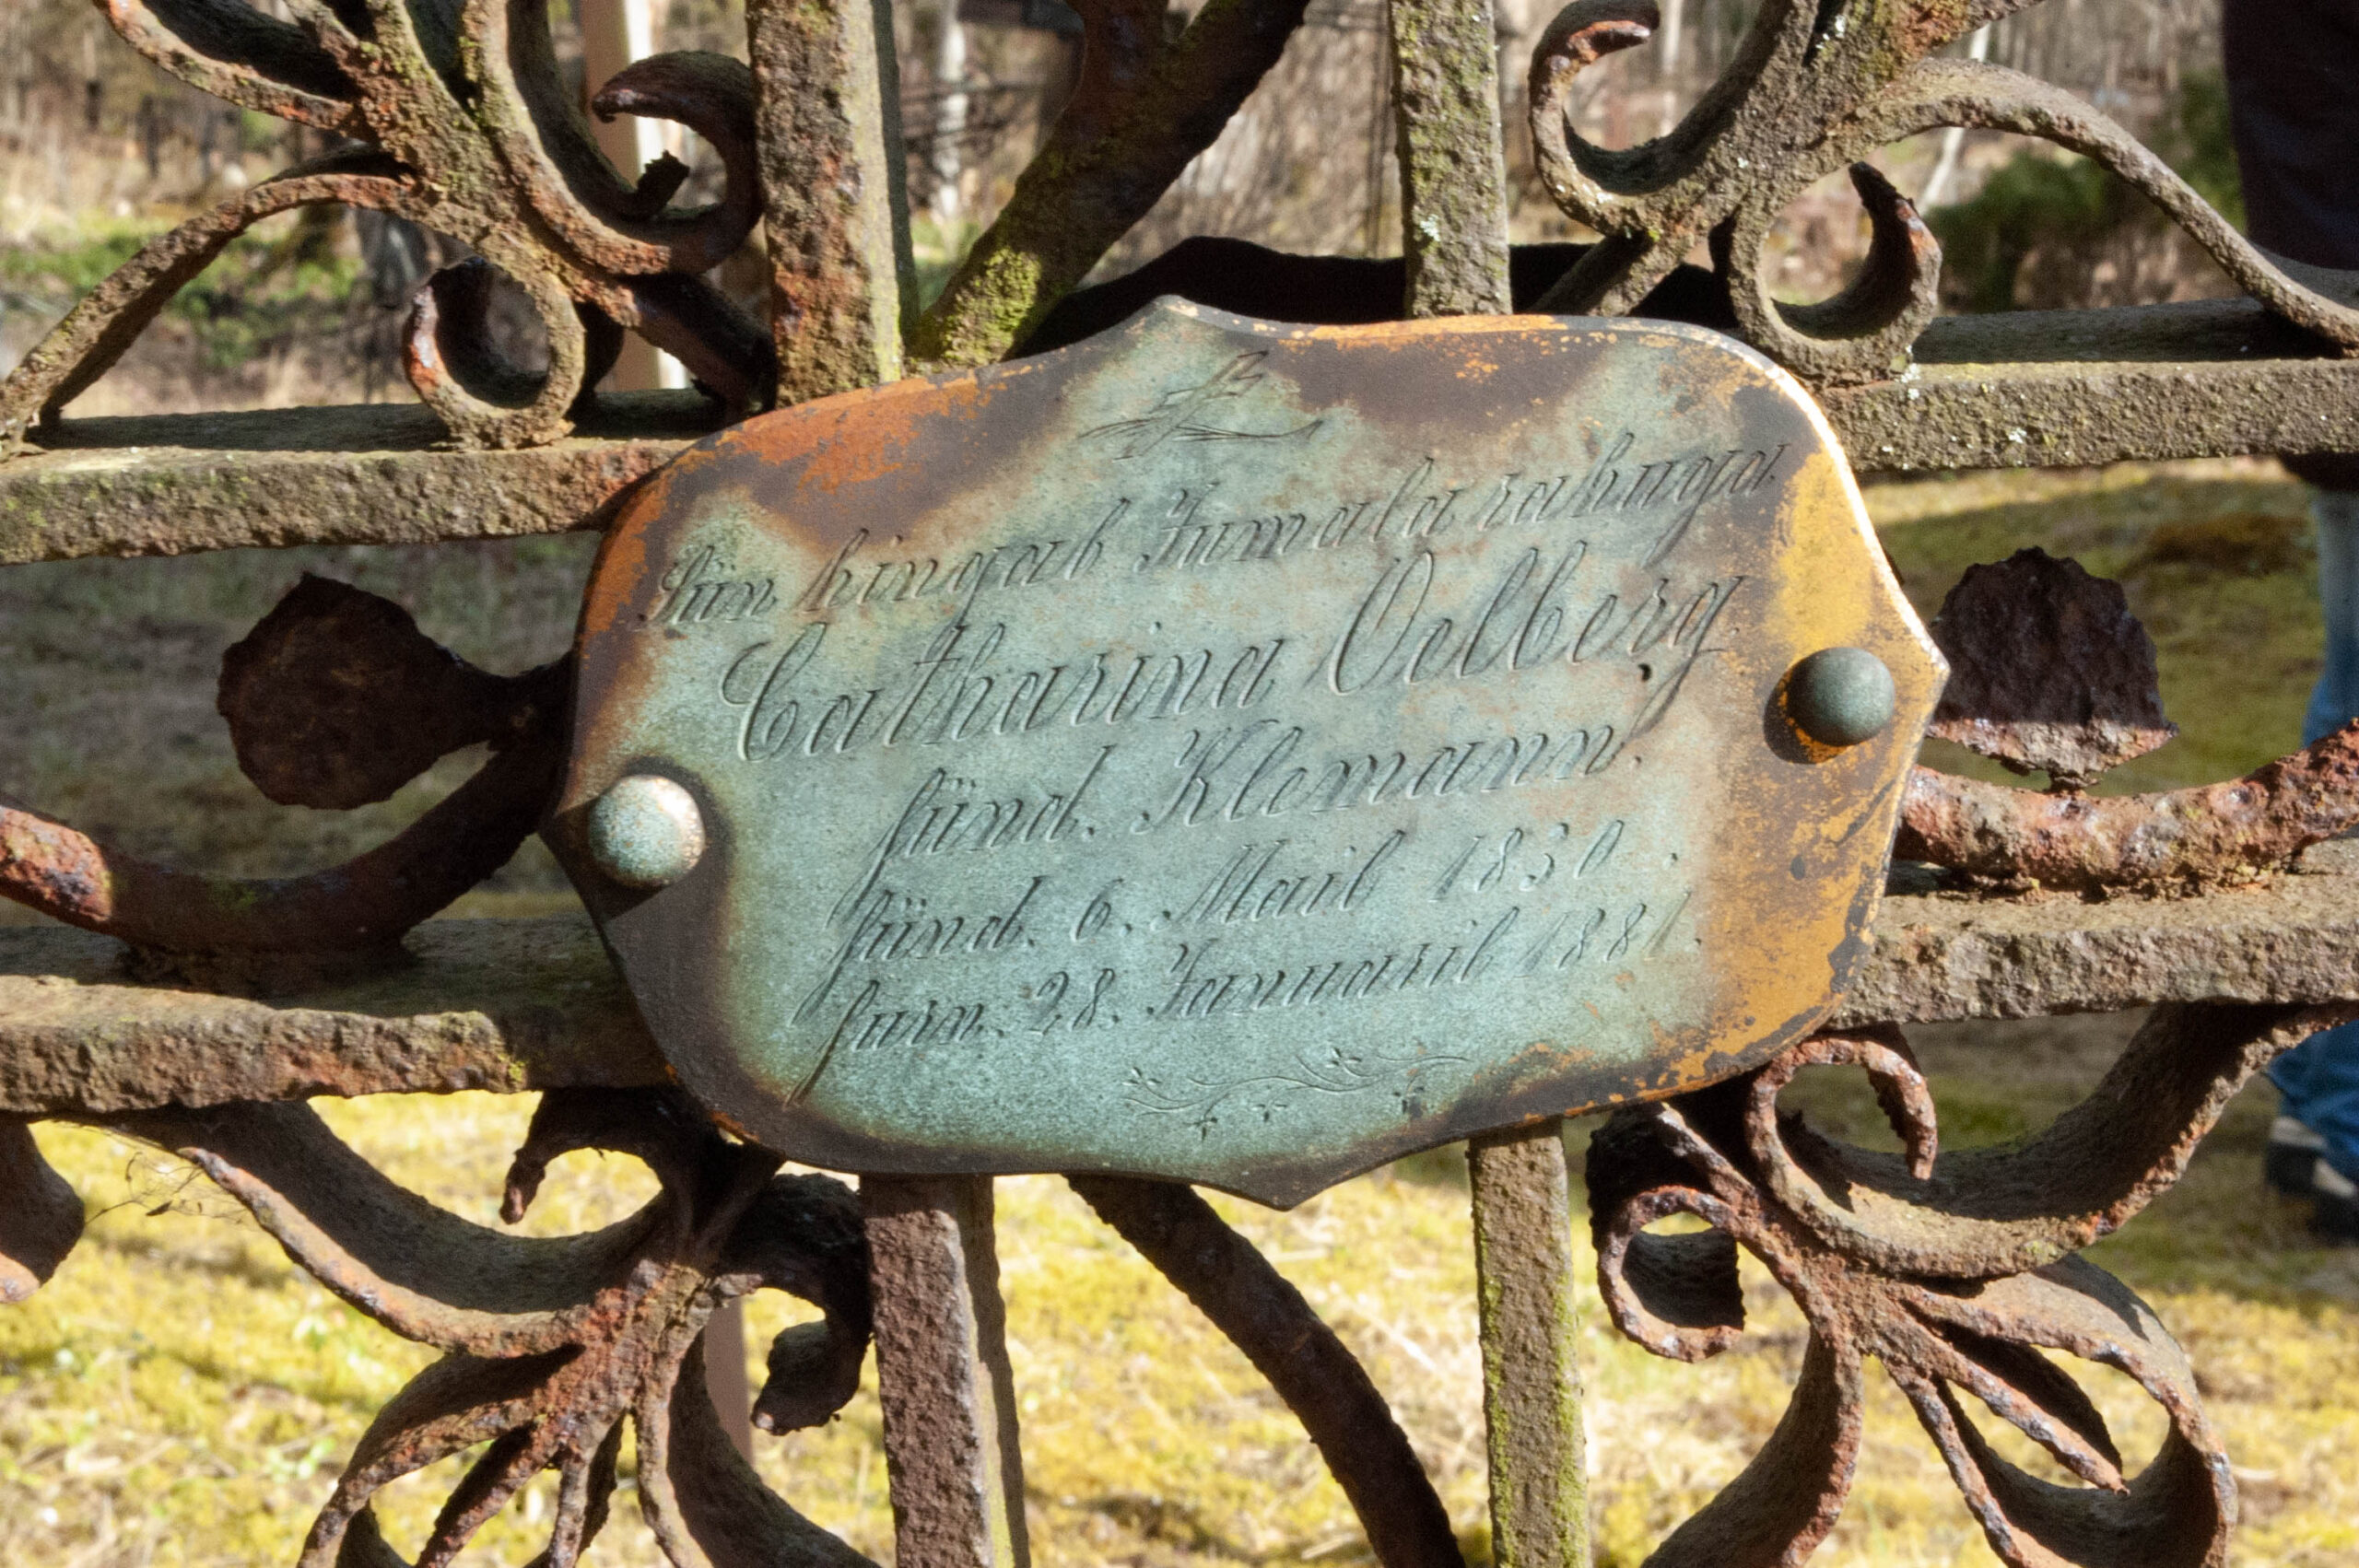 Siin hingab Jumala rahuga
Catharina Oelberg,
sünd. Klemann.
sünd. 6. Mail 1830.
surn. 28. Januaril 1881.